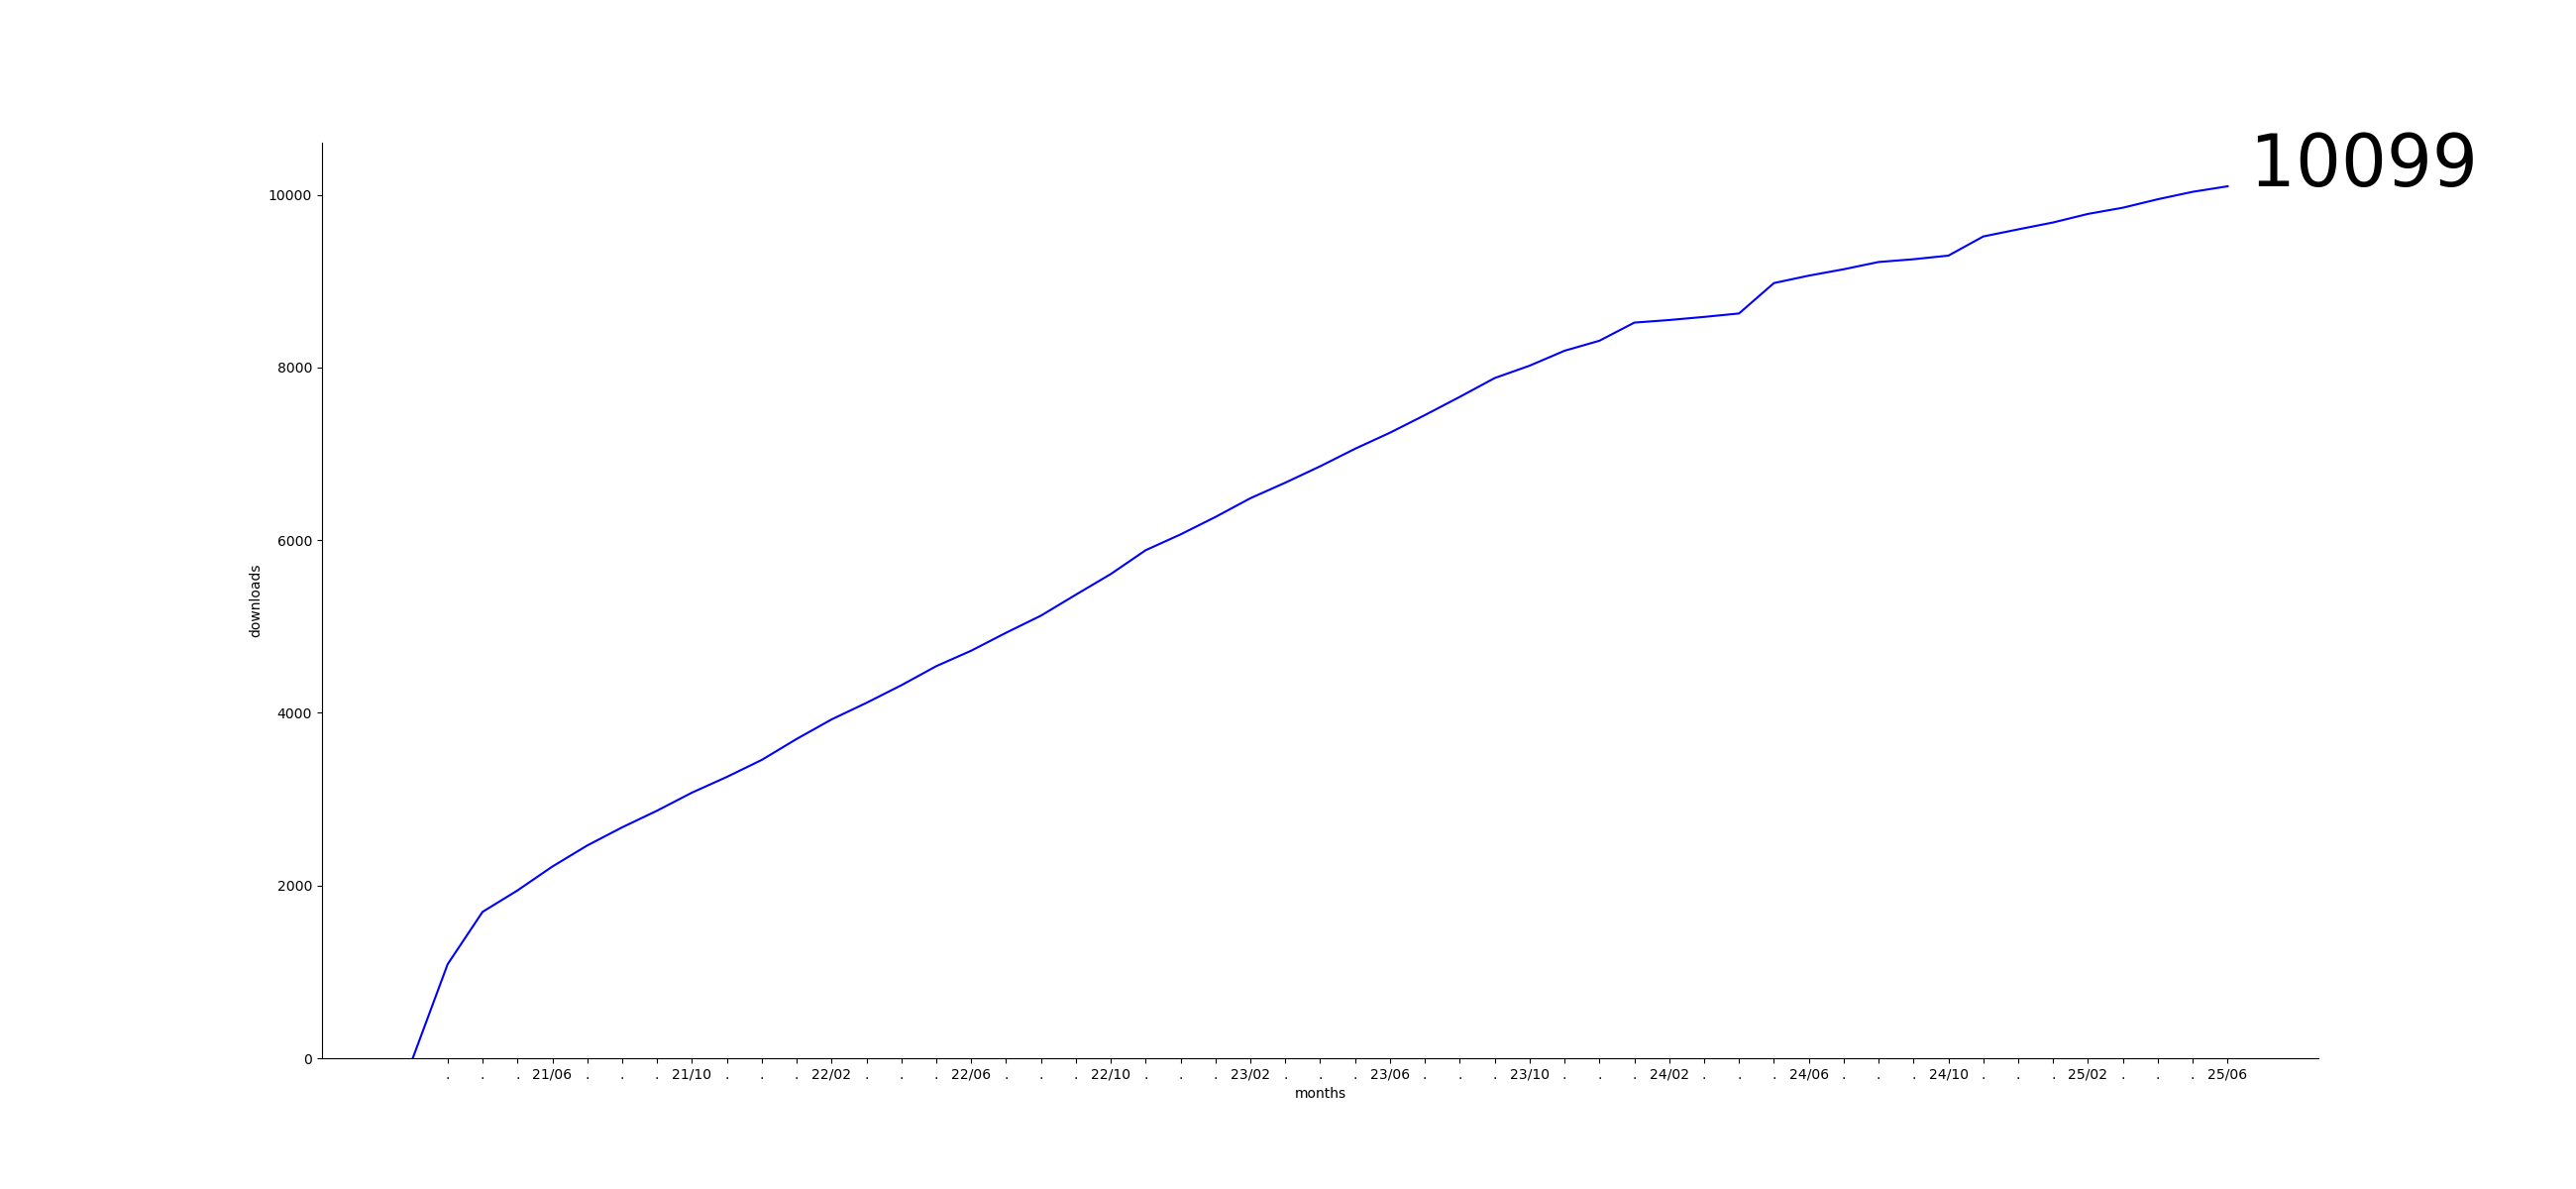 10099
10000
8000
6000
4000
2000
0
downloads
. . . 21/06 . . . 21/10 . . . 22/02 . . . 22/06 . . . 22/10 . . . 23/02 . . . 23/06 . . . 23/10 . . . 24/02 . . . 24/06 . . . 24/10 . . . 25/02 . . . 25/06
months